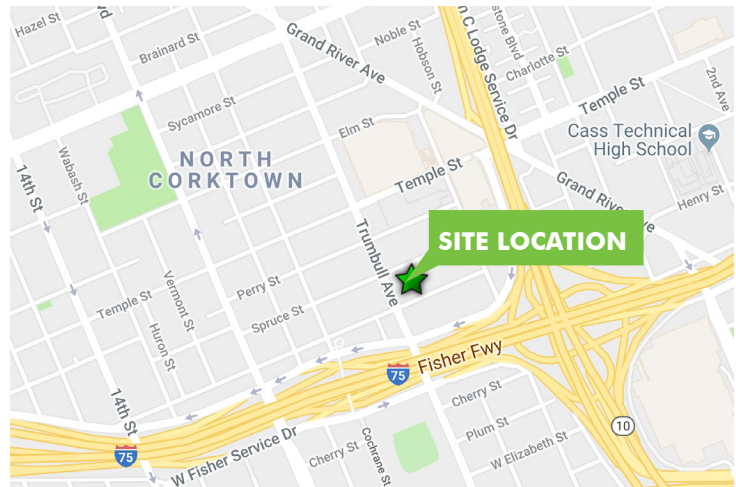 Hazel St
vd
Brainard St
Grand River Ave
Noble St
Hobson St
n C Lodge Service Dr
stone Blvd
Charlotte St
Temple St
2nd Ave
Cass Technical
High School
Sycamore St
Elm St
Wabash St
14th St
NORTH
CORKTOWN
Temple St
Grand River Ave
Henry St
SITE LOCATION
Trumbull Ave
Vermont St
Perry St
Temple St
Huron St
Spruce St
Fisher Fwy
75
14th St
Cherry St
10
Plum St
W Elizabeth St
75
W Fisher Service Dr
Cherry St
Cochrane St